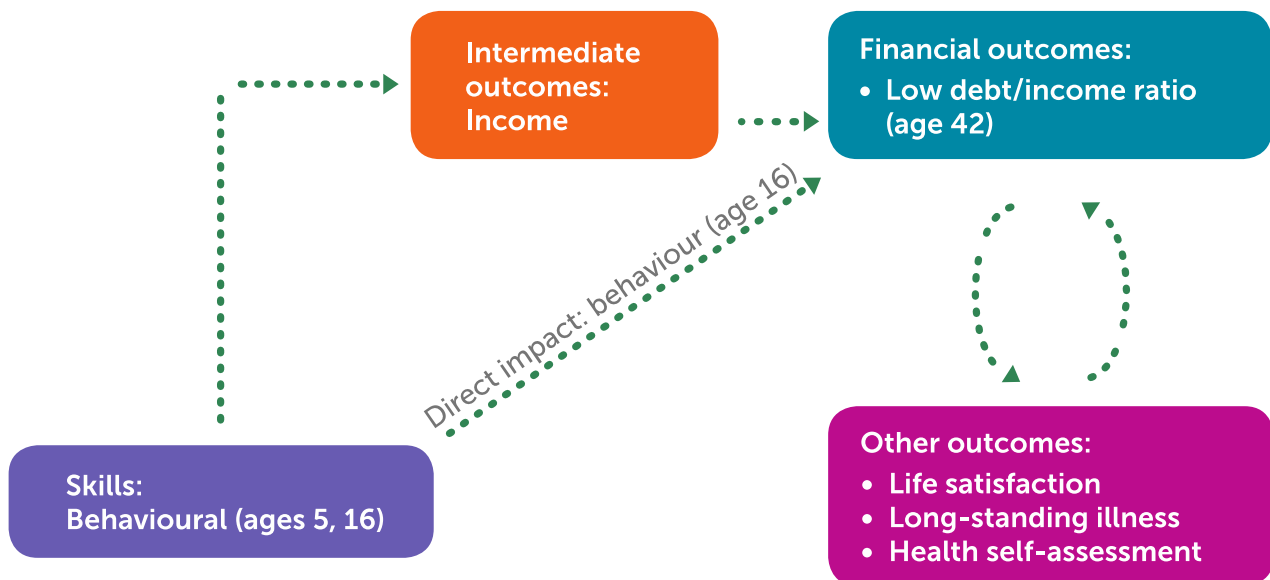 Intermediate
outcomes:
Income
Financial outcomes:
• Low debt/income ratio
(age 42)
Direct impact: behaviour (age 16)
Skills:
Behavioural (ages 5, 16)
Other outcomes:
• Life satisfaction
• Long-standing illness
• Health self-assessment